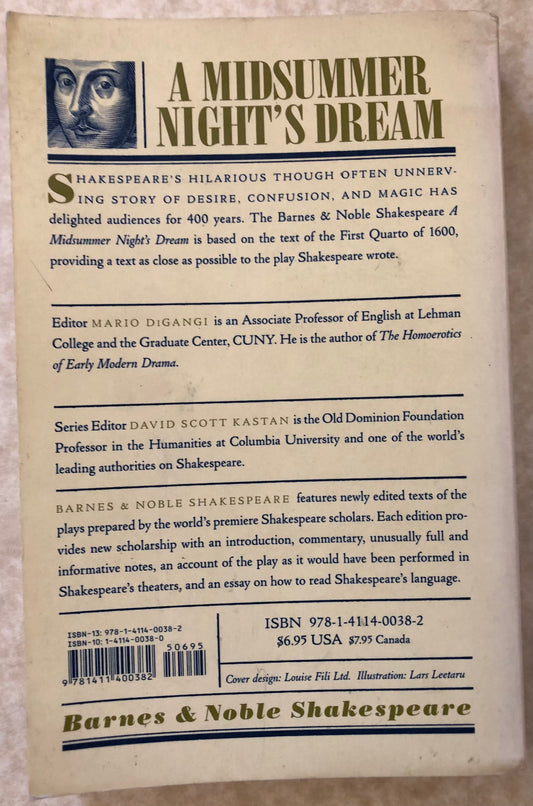 A MIDSUMMER
NIGHT'S DREAM
SHAKESPEARE'S HILARIOUS THOUGH OFTEN UNNERV-
ING STORY OF DESIRE, CONFUSION, AND MAGIC HAS
delighted audiences for 400 years. The Barnes & Noble Shakespeare A
Midsummer Night's Dream is based on the text of the First Quarto of 1600,
providing a text as close as possible to the play Shakespeare wrote.
Editor MARIO DiGANGI is an Associate Professor of English at Lehman
College and the Graduate Center, CUNY. He is the author of The Homoerotics
of Early Modern Drama.
Series Editor DAVID SCOTT KASTAN is the Old Dominion Foundation
Professor in the Humanities at Columbia University and one of the world's
leading authorities on Shakespeare.
BARNES & NOBLE SHAKESPEARE features newly edited texts of the
plays prepared by the world's premiere Shakespeare scholars. Each edition pro-
vides new scholarship with an introduction, commentary, unusually full and
informative notes, an account of the play as it would have been performed in
Shakespeare's theaters, and an essay on how to read Shakespeare's language.
ISBN-13: 978-1-4114-0038-2
ISBN-10: 1-4114-0038-0
50695
9 781411 400382
ISBN 978-1-4114-0038-2
$6.95 USA $7.95 Canada
Cover design: Louise Fili Ltd. Illustration: Lars Leetaru
Barnes & Noble Shakespeare